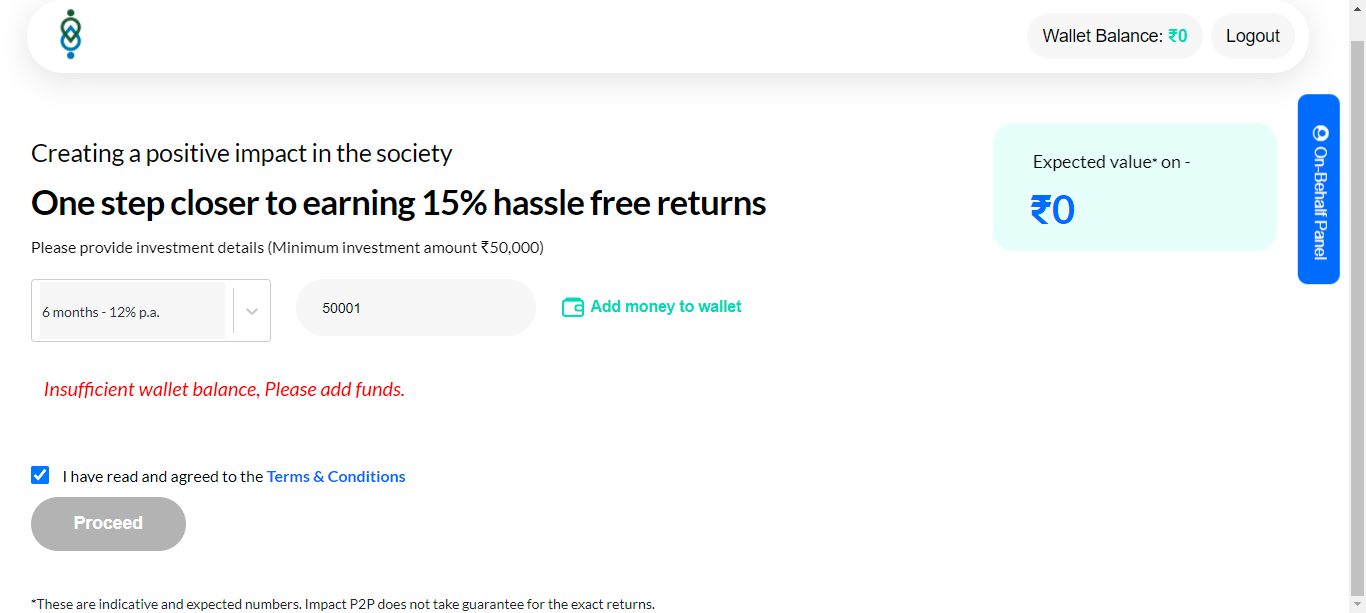 Wallet Balance: ₹0
Logout
Creating a positive impact in the society
One step closer to earning 15% hassle free returns
Please provide investment details (Minimum investment amount ₹50,000)
Expected value* on -
₹0
On-Behalf Panel
6 months - 12% p.a.
50001
Add money to wallet
Insufficient wallet balance, Please add funds.
I have read and agreed to the Terms & Conditions
Proceed
*These are indicative and expected numbers. Impact P2P does not take guarantee for the exact returns.